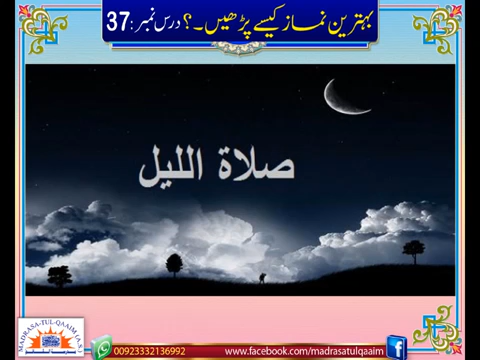 بہترین نماز کیسے پڑھیں۔؟ درس نمبر: 37
صلاة الليل
MADRASA-TUL-QAAIM (A.S.)
00923332136992
www.facebook.com/madrasatulqaaim